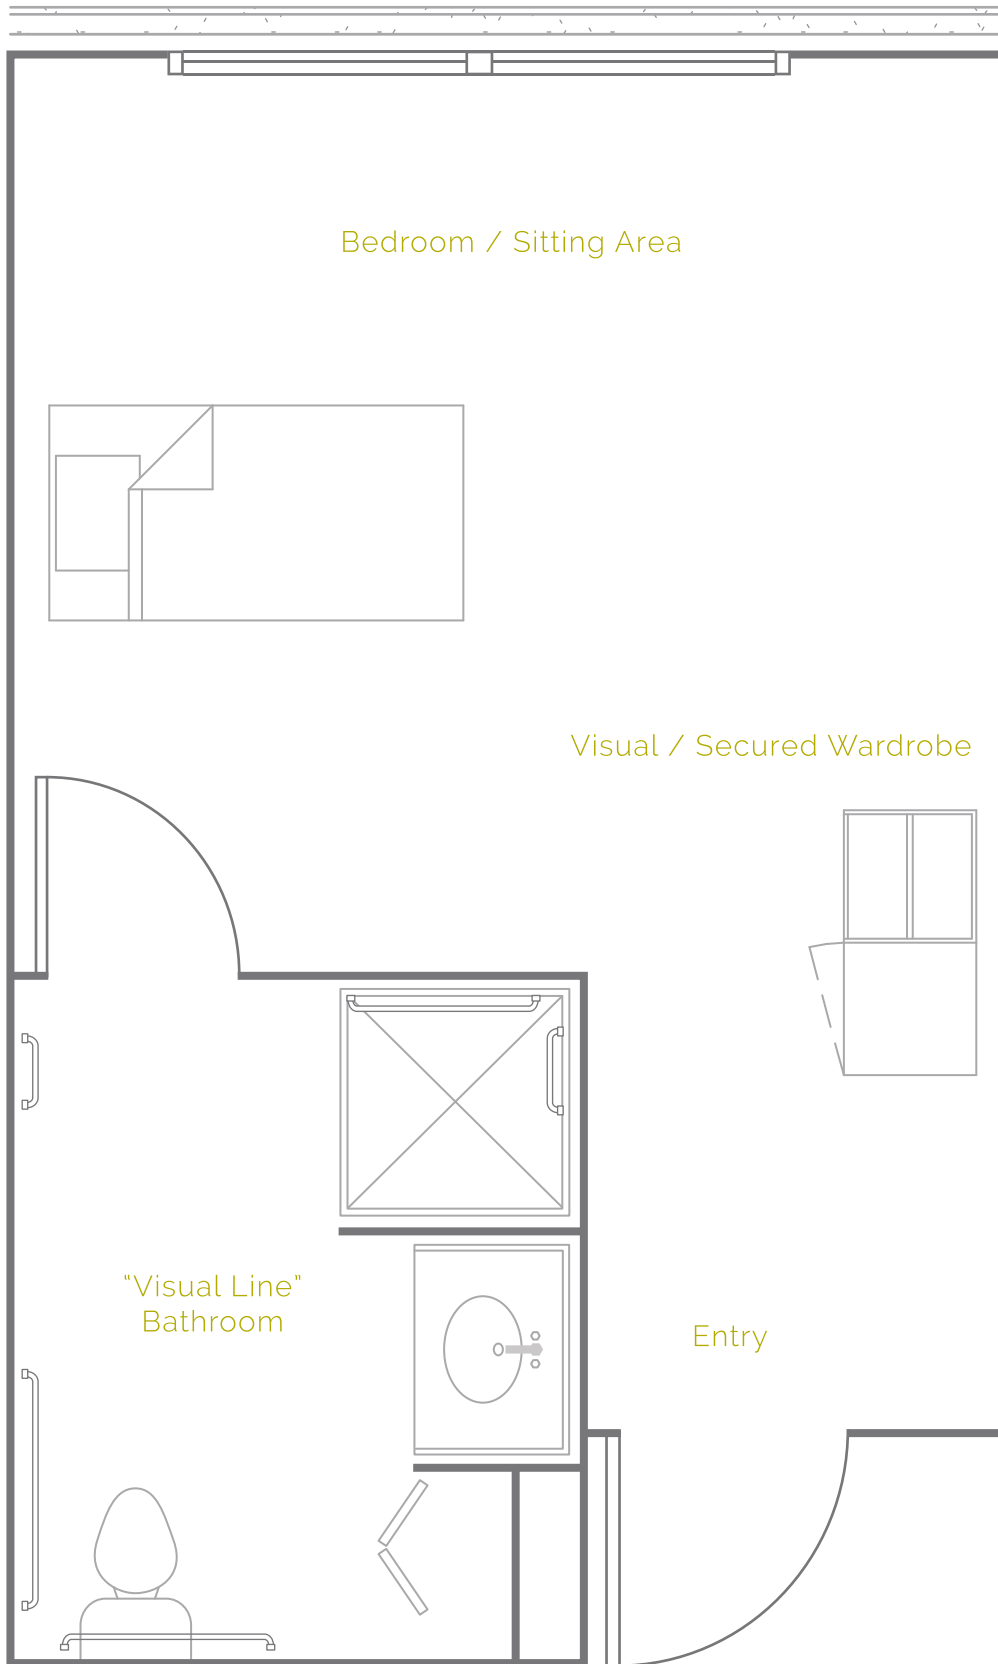 Bedroom / Sitting Area
Visual / Secured Wardrobe
“Visual Line”
Bathroom
Entry